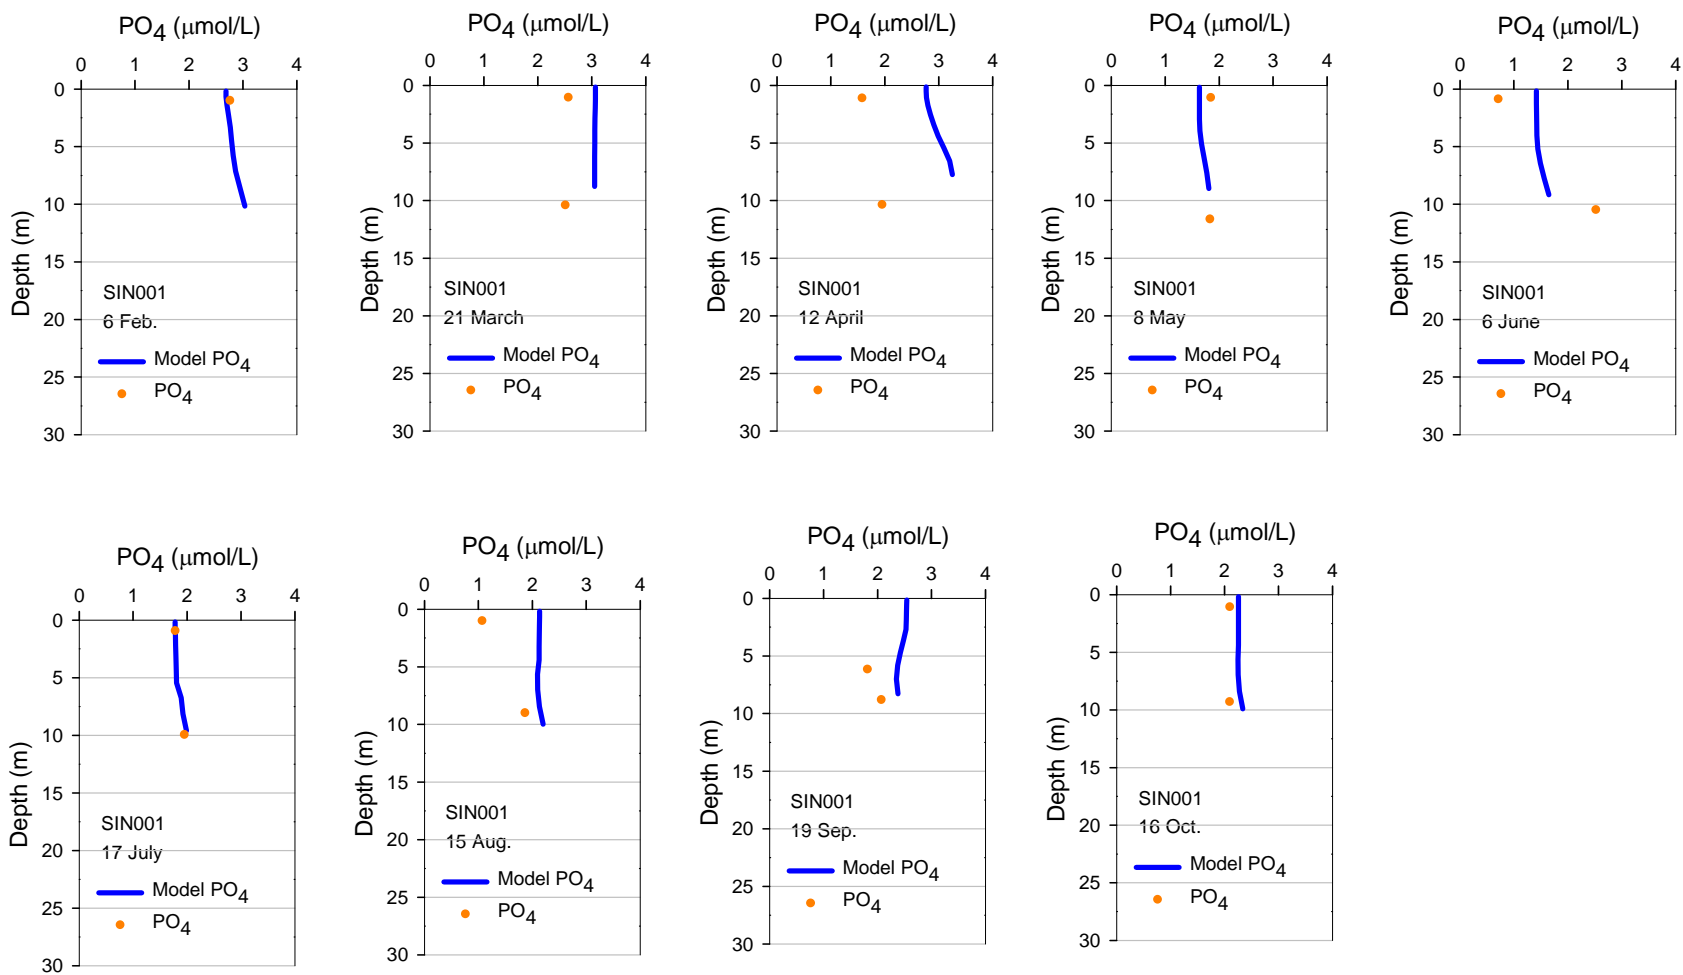 PO4 (µmol/L)
0 1 2 3 4
0
5
10
15
20
25
30
Depth (m)
SIN001
6 Feb.
Model PO4
PO4
PO4 (µmol/L)
0 1 2 3 4
0
5
10
15
20
25
30
Depth (m)
SIN001
21 March
Model PO4
PO4
PO4 (µmol/L)
0 1 2 3 4
0
5
10
15
20
25
30
Depth (m)
SIN001
12 April
Model PO4
PO4
PO4 (µmol/L)
0 1 2 3 4
0
5
10
15
20
25
30
Depth (m)
SIN001
8 May
Model PO4
PO4
PO4 (µmol/L)
0 1 2 3 4
0
5
10
15
20
25
30
Depth (m)
SIN001
6 June
Model PO4
PO4
PO4 (µmol/L)
0 1 2 3 4
0
5
10
15
20
25
30
Depth (m)
SIN001
17 July
Model PO4
PO4
PO4 (µmol/L)
0 1 2 3 4
0
5
10
15
20
25
30
Depth (m)
SIN001
15 Aug.
Model PO4
PO4
PO4 (µmol/L)
0 1 2 3 4
0
5
10
15
20
25
30
Depth (m)
SIN001
19 Sep.
Model PO4
PO4
PO4 (µmol/L)
0 1 2 3 4
0
5
10
15
20
25
30
Depth (m)
SIN001
16 Oct.
Model PO4
PO4